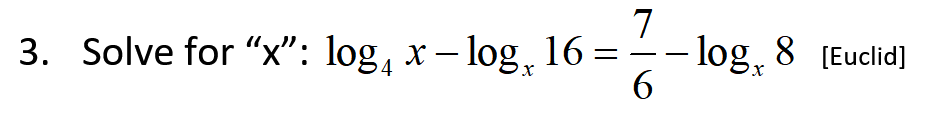 3. Solve for “x”: log₄ x − logₓ 16 = 7/6 − logₓ 8 [Euclid]